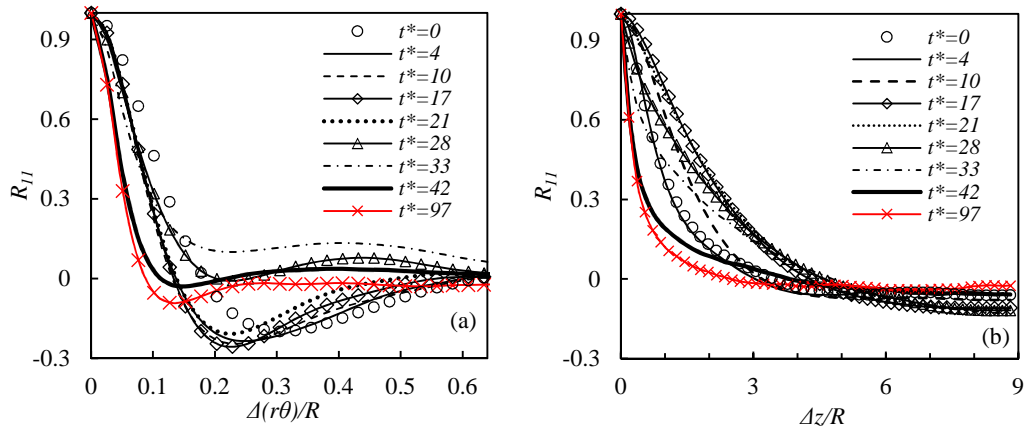 0.9
0.6
0.3
0
-0.3
R11
t*=0
t*=4
t*=10
t*=17
t*=21
t*=28
t*=33
t*=42
t*=97
(a)
0 0.1 0.2 0.3 0.4 0.5 0.6
Δ(rθ)/R
0.9
0.6
0.3
0
-0.3
R11
t*=0
t*=4
t*=10
t*=17
t*=21
t*=28
t*=33
t*=42
t*=97
(b)
0 3 6 9
Δz/R